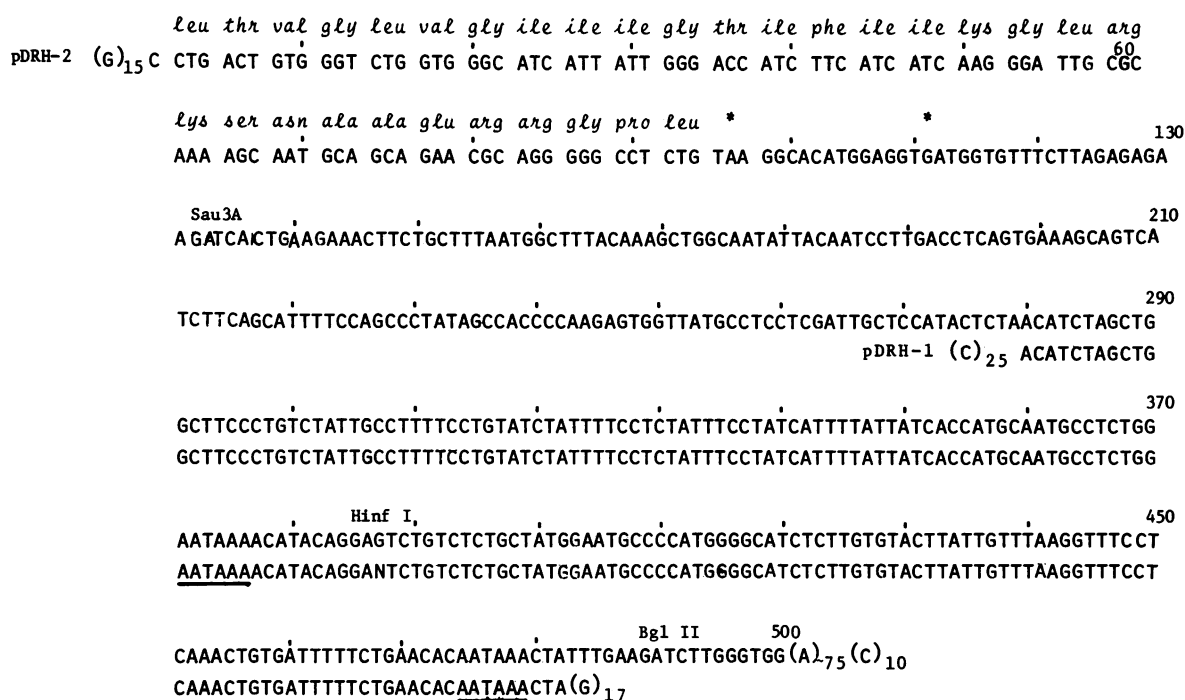 leu thr val gly leu val gly ile ile ile gly thr ile phe ile ile lys gly leu arg
pDRH-2 (G)15 C CTG ACT GTG GGT CTG GTG GGC ATC ATT ATT GGG ACC ATC TTC ATC ATC AAG GGA TTG CGC
60
lys ser asn ala ala glu arg arg gly pro leu * *
130
AAA AGC AAT GCA GCA GAA CGC AGG GGG CCT CTG TAA GGCACATGGAGGTGATGGTGTTTCTTAGAGAGA
Sau3A
210
AGATCACTGAAGAAACTTCTGCTTTAATGGCTTTACAAAGCTGGCAATATTACAATCCTTGACCTCAGTGAAAGCAGTCA
290
TCTTCAGCATTTTCCAGCCCTATAGCCACCCCAAGAGTGGTTATGCCTCCTCGATTGCTCCATACTCTAACATCTAGCTG
pDRH-1 (C)25 ACATCTAGCTG
370
GCTTCCCTGTCTATTGCCTTTTCCTGTATCTATTTTCCTCTATTTCCTATCATTTTATTATCACCATGCAATGCCTCTGG
GCTTCCCTGTCTATTGCCTTTTCCTGTATCTATTTTCCTCTATTTCCTATCATTTTATTATCACCATGCAATGCCTCTGG
Hinf I
450
AATAAAACATACAGGAGTCTGTCTCTGCTATGGAATGCCCCATGGGGCATCTCTTGTGTACTTATTGTTTAAGGTTTCCT
AATAAAACATACAGGANTCTGTCTCTGCTATGGAATGCCCCATGGGGCATCTCTTGTGTACTTATTGTTTAAGGTTTCCT
Bgl II 500
CAAACTGTGATTTTTCTGAACACAATAAACTATTTGAAGATCTTGGGTGG(A)~75(C)10
CAAACTGTGATTTTTCTGAACACAATAAACTA(G)17